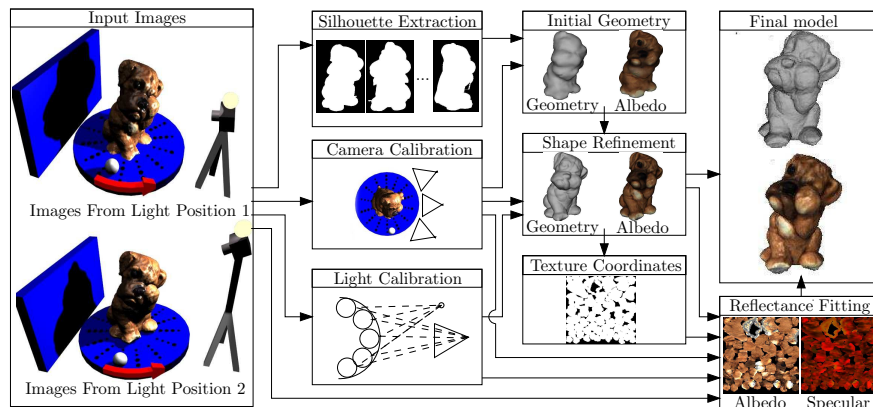 Input Images
Images From Light Position 1
Images From Light Position 2
Silhouette Extraction
...
Camera Calibration
Light Calibration
Initial Geometry
Geometry Albedo
Shape Refinement
Geometry Albedo
Texture Coordinates
Final model
Reflectance Fitting
Albedo Specular